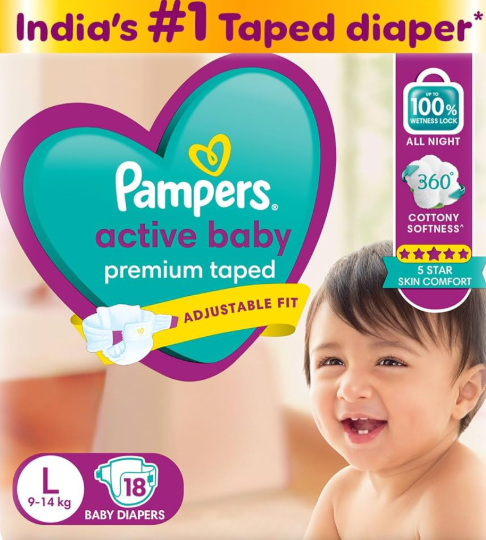 India's #1 Taped diaper*
UP TO
100%
WETNESS LOCK
ALL NIGHT
Pampers®
active baby
premium taped
ADJUSTABLE FIT
360°
COTTONY
SOFTNESS^
5 STAR
SKIN COMFORT
L
9-14 kg
18
BABY DIAPERS